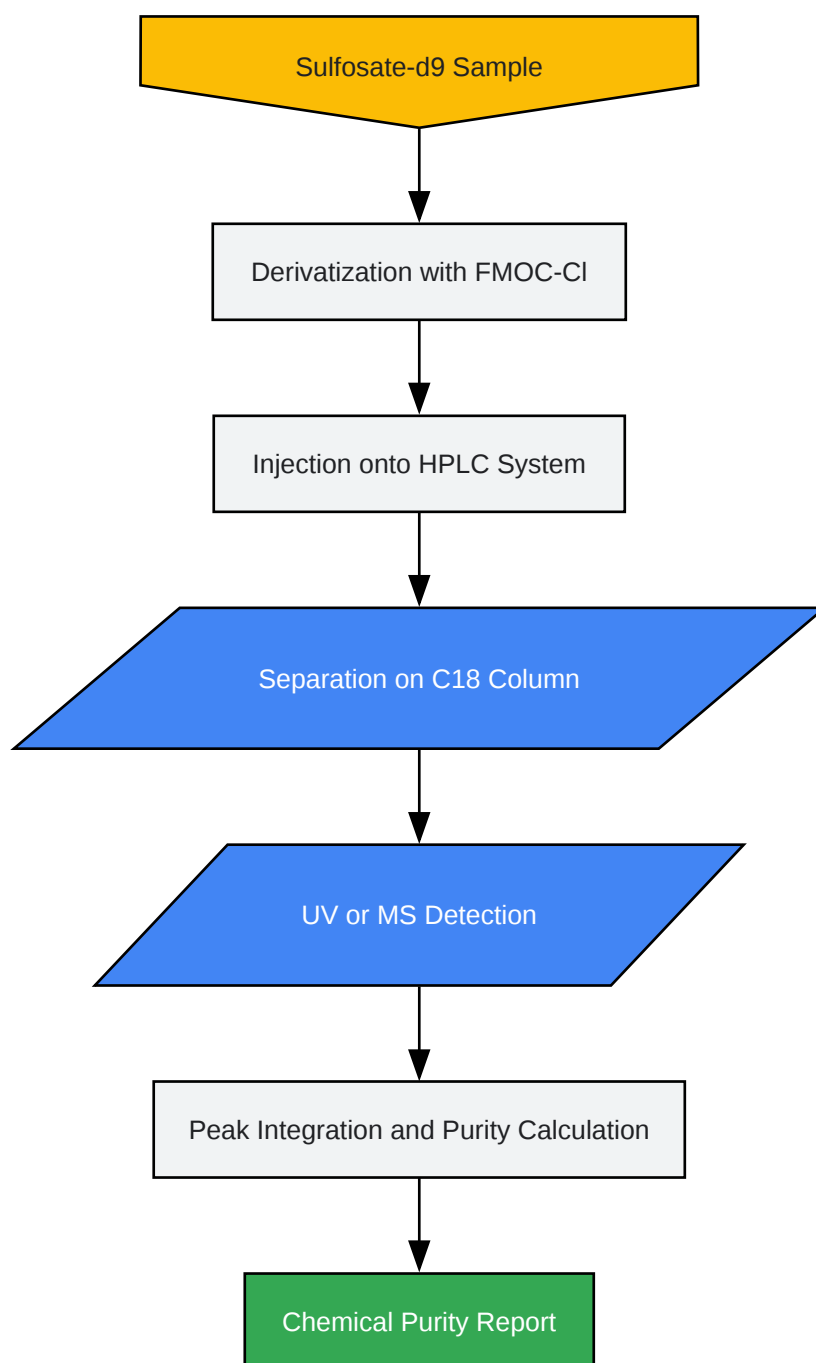 Sulfosate-d9 Sample
Derivatization with FMOC-Cl
Injection onto HPLC System
Separation on C18 Column
UV or MS Detection
Peak Integration and Purity Calculation
Chemical Purity Report